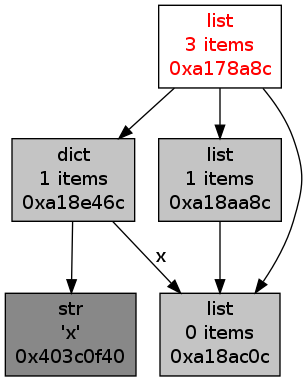 list
3 items
0xa178a8c
dict
1 items
0xa18e46c
list
1 items
0xa18aa8c
x
str
'x'
0x403c0f40
list
0 items
0xa18ac0c